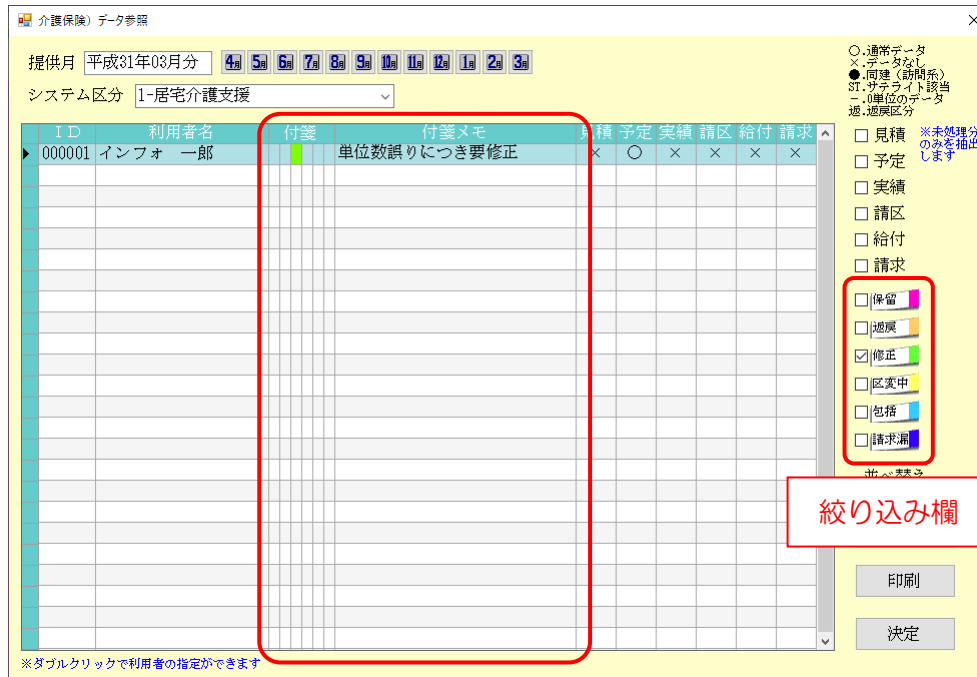 介護保険）データ参照
提供月 平成31年03月分 4月 5月 6月 7月 8月 9月 10月 11月 12月 1月 2月 3月
システム区分 1-居宅介護支援
○.通常データ
×.データなし
●.同建（訪問系）
ST.サテライト該当
－.0単位のデータ
返.返戻区分
ID 利用者名 付箋 付箋メモ 見積 予定 実績 請区 給付 請求
000001 インフォ 一郎 単位数誤りにつき要修正 × ○ × × × ×
見積 ※未処理分
のみを抽出
します
予定
実績
請区
給付
請求
保留
返戻
修正
区変中
包括
請求漏
並べ替え
絞り込み欄
印刷
決定
※ダブルクリックで利用者の指定ができます